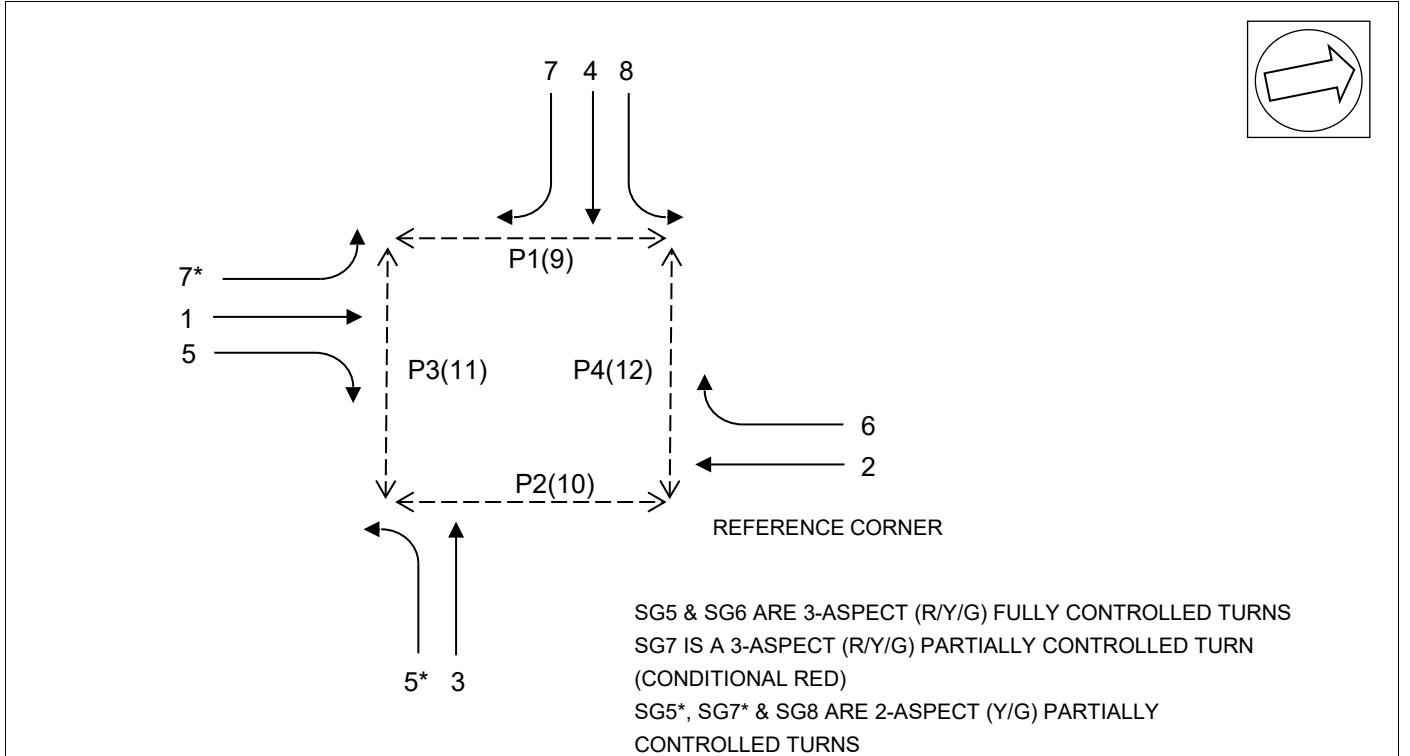 7 4 8
P1(9)
7*
1
5
P3(11) P4(12)
6
2
P2(10)
REFERENCE CORNER
5* 3
SG5 & SG6 ARE 3-ASPECT (R/Y/G) FULLY CONTROLLED TURNS
SG7 IS A 3-ASPECT (R/Y/G) PARTIALLY CONTROLLED TURN
(CONDITIONAL RED)
SG5*, SG7* & SG8 ARE 2-ASPECT (Y/G) PARTIALLY
CONTROLLED TURNS